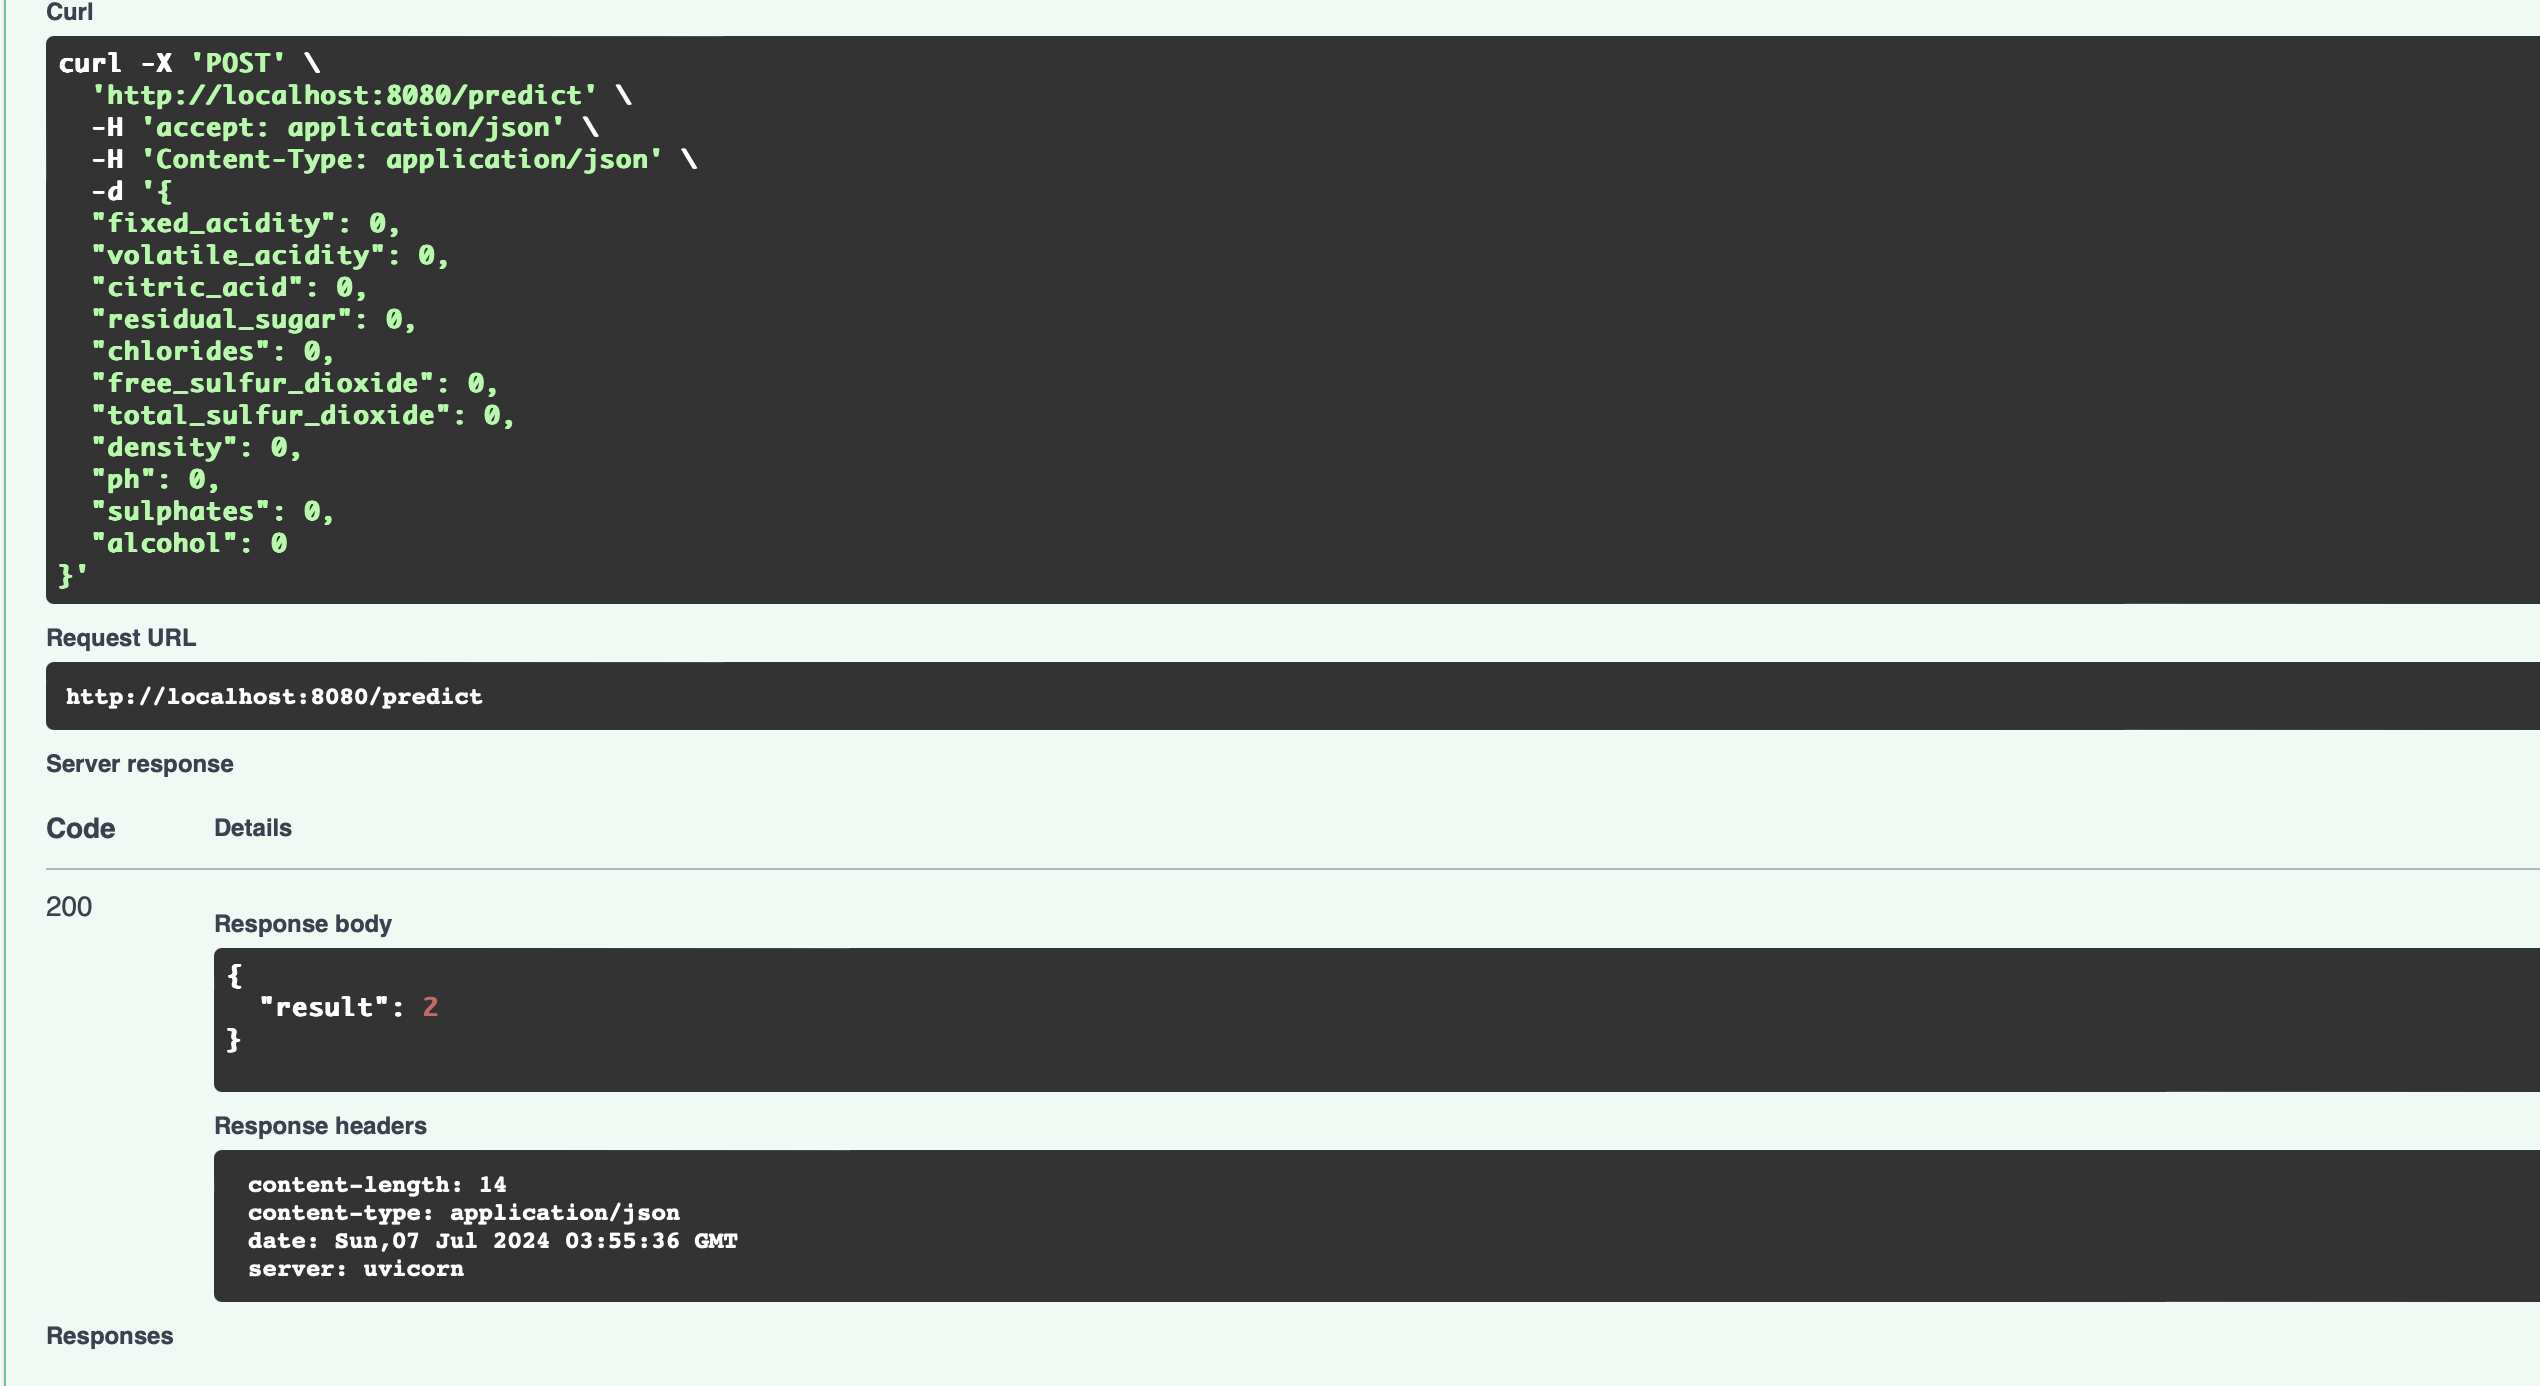 Curl
curl -X 'POST' \
'http://localhost:8080/predict' \
-H 'accept: application/json' \
-H 'Content-Type: application/json' \
-d '{
"fixed_acidity": 0,
"volatile_acidity": 0,
"citric_acid": 0,
"residual_sugar": 0,
"chlorides": 0,
"free_sulfur_dioxide": 0,
"total_sulfur_dioxide": 0,
"density": 0,
"ph": 0,
"sulphates": 0,
"alcohol": 0
}'
Request URL
http://localhost:8080/predict
Server response
Code Details
200
Response body
{
"result": 2
}
Response headers
content-length: 14
content-type: application/json
date: Sun,07 Jul 2024 03:55:36 GMT
server: uvicorn
Responses